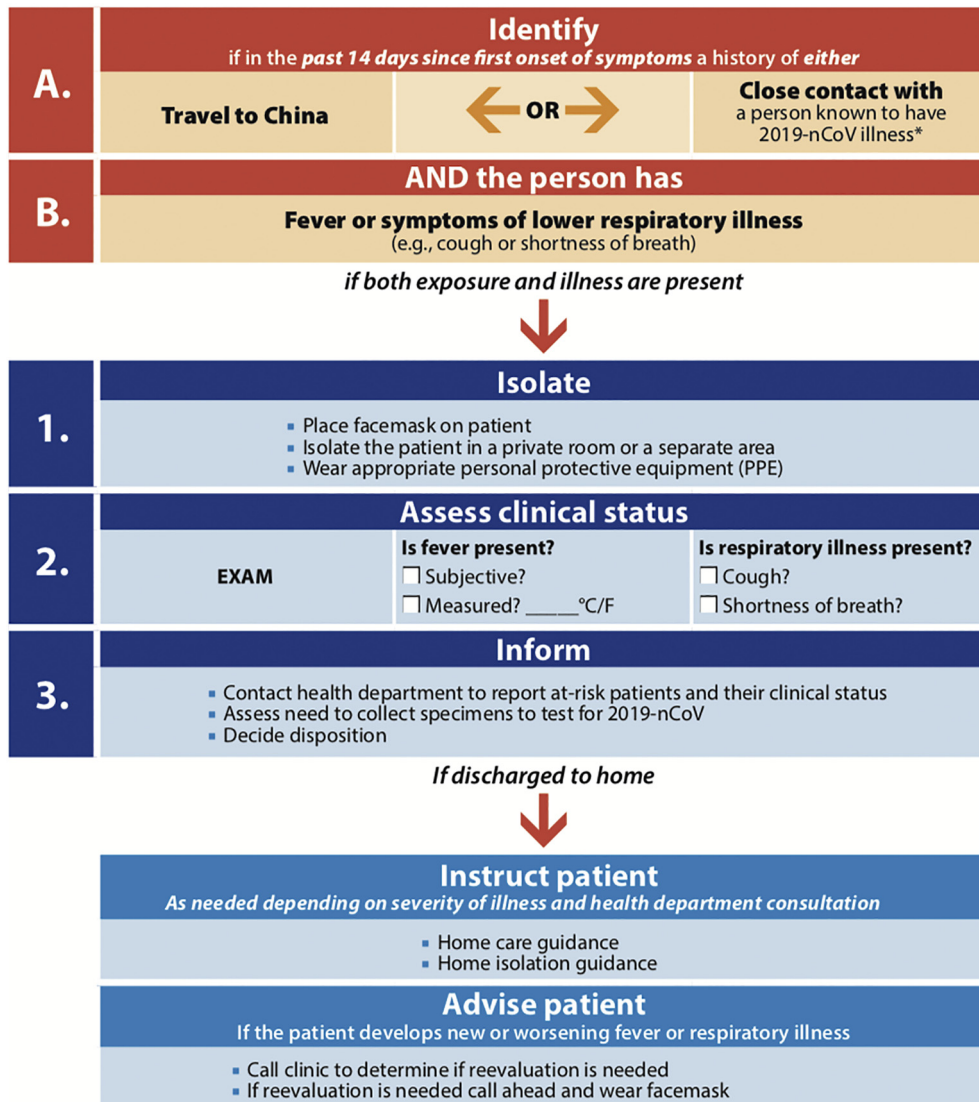 A.
Identify
if in the past 14 days since first onset of symptoms a history of either
Travel to China
OR
Close contact with
a person known to have
2019-nCoV illness*
B.
AND the person has
Fever or symptoms of lower respiratory illness
(e.g., cough or shortness of breath)
if both exposure and illness are present
1.
Isolate
Place facemask on patient
Isolate the patient in a private room or a separate area
Wear appropriate personal protective equipment (PPE)
2.
Assess clinical status
EXAM
Is fever present?
Subjective?
Measured? _____°C/F
Is respiratory illness present?
Cough?
Shortness of breath?
3.
Inform
Contact health department to report at-risk patients and their clinical status
Assess need to collect specimens to test for 2019-nCoV
Decide disposition
If discharged to home
Instruct patient
As needed depending on severity of illness and health department consultation
Home care guidance
Home isolation guidance
Advise patient
If the patient develops new or worsening fever or respiratory illness
Call clinic to determine if reevaluation is needed
If reevaluation is needed call ahead and wear facemask